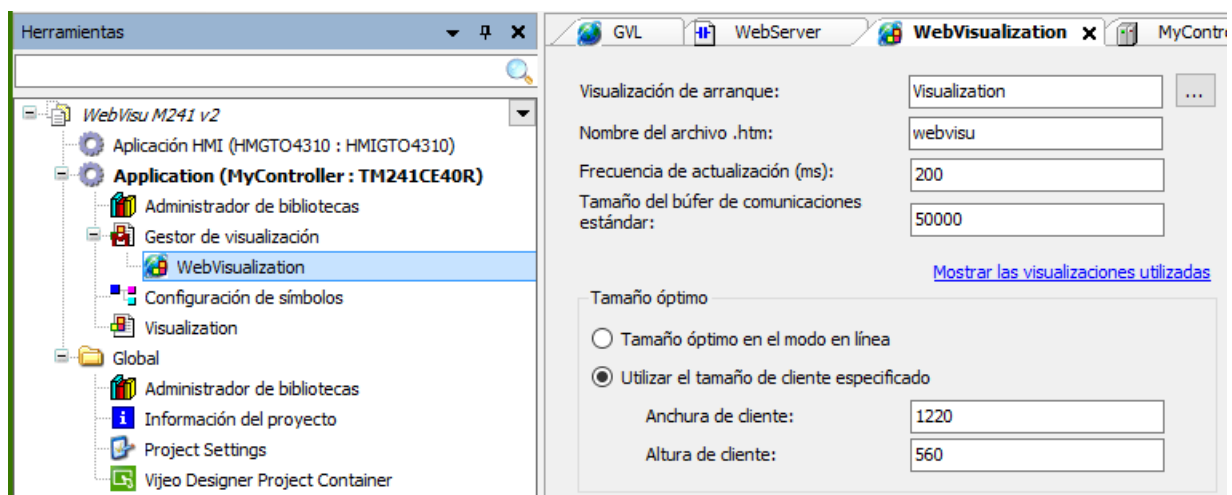 Herramientas
WebVisu M241 v2
Aplicación HMI (HMGTO4310 : HMIGTO4310)
Application (MyController : TM241CE40R)
Administrador de bibliotecas
Gestor de visualización
WebVisualization
Configuración de símbolos
Visualization
Global
Administrador de bibliotecas
Información del proyecto
Project Settings
Vijeo Designer Project Container
GVL WebServer WebVisualization MyContr
Visualización de arranque: Visualization ...
Nombre del archivo .htm: webvisu
Frecuencia de actualización (ms): 200
Tamaño del búfer de comunicaciones
estándar: 50000
Mostrar las visualizaciones utilizadas
Tamaño óptimo
Tamaño óptimo en el modo en línea
Utilizar el tamaño de cliente especificado
Anchura de cliente: 1220
Altura de cliente: 560